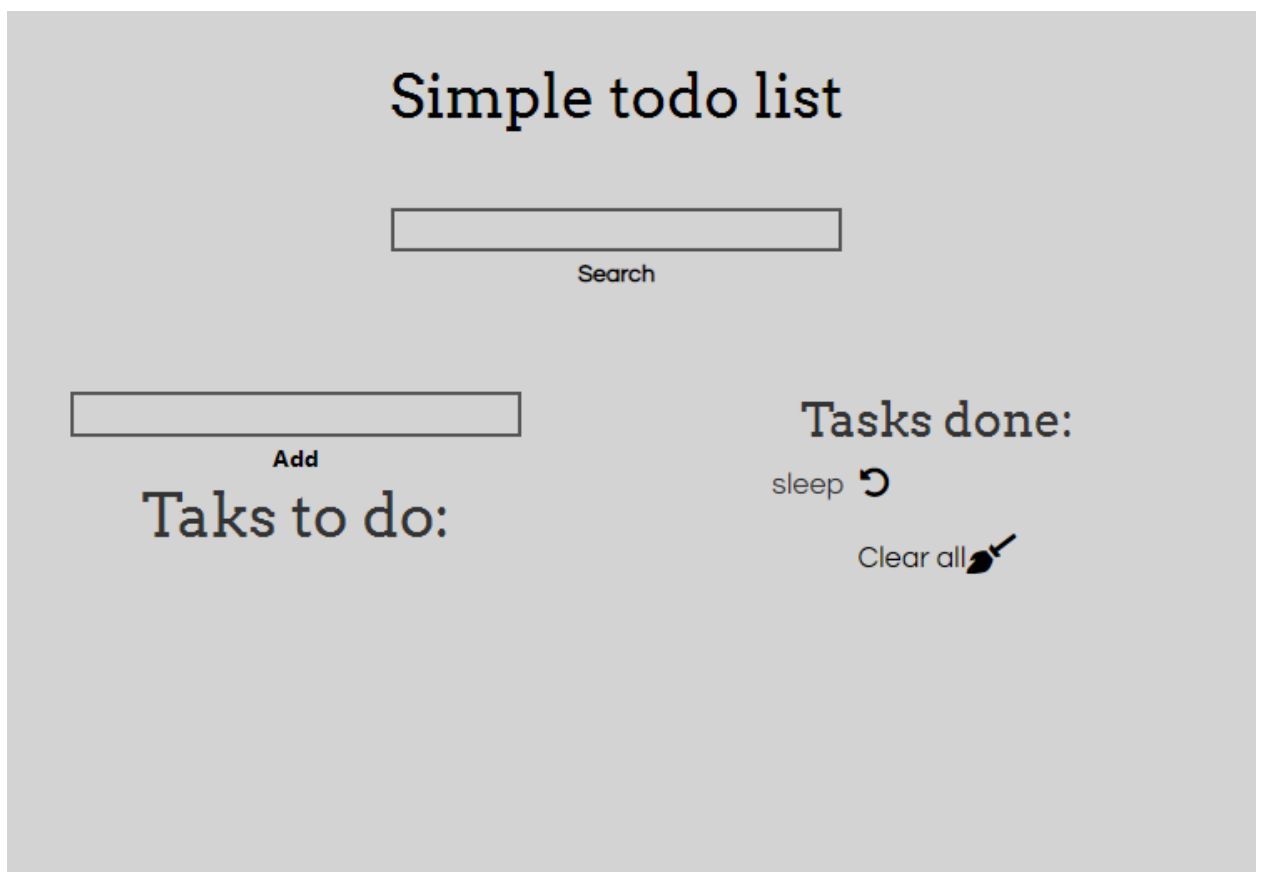 Simple todo list
Search
Add
Taks to do:
Tasks done:
sleep
Clear all